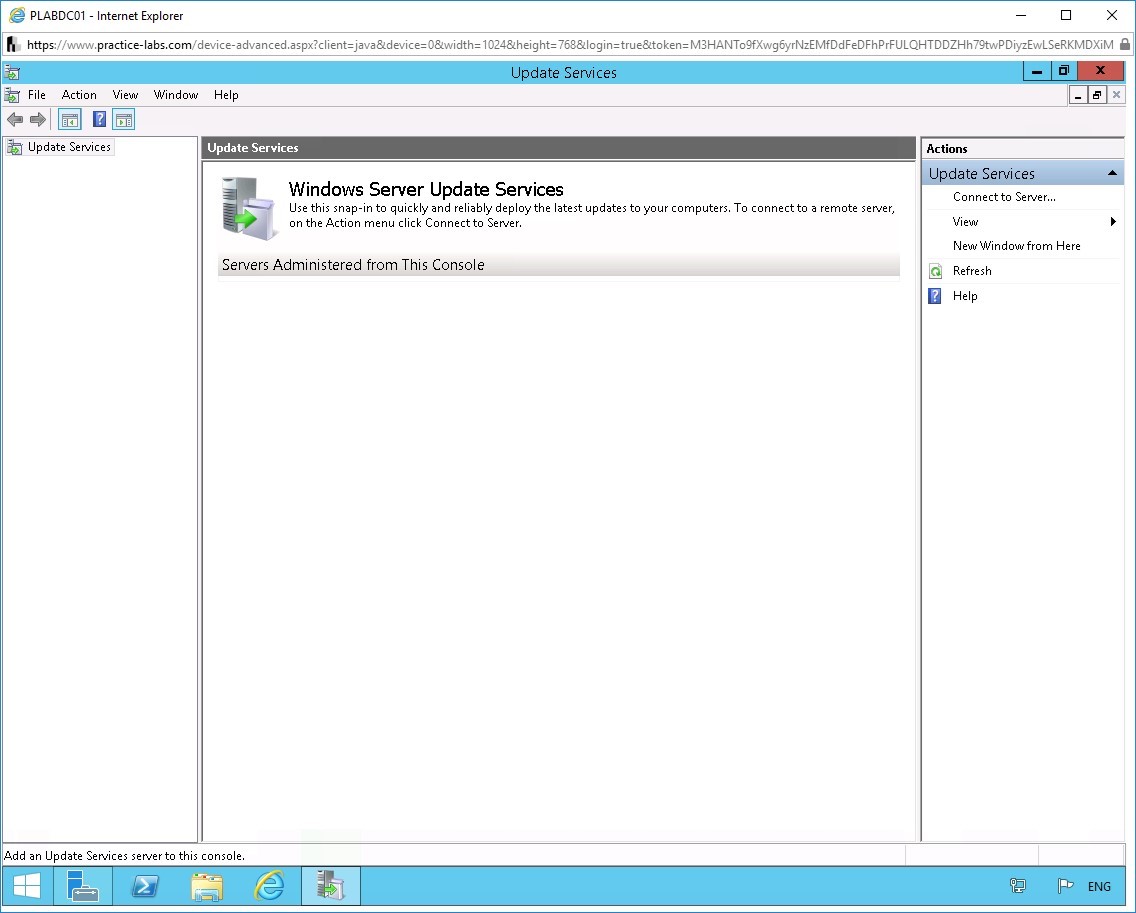 PLABDC01 - Internet Explorer
https://www.practice-labs.com/device-advanced.aspx?client=java&device=0&width=1024&height=768&login=true&token=M3HANTo9fXwg6yrNzEMfDdFeDFhPrFULQHTDDZHh79twPDiyzEwLSeRKMDXiM
Update Services
File Action View Window Help
Update Services
Update Services
Windows Server Update Services
Use this snap-in to quickly and reliably deploy the latest updates to your computers. To connect to a remote server,
on the Action menu click Connect to Server.
Servers Administered from This Console
Actions
Update Services
Connect to Server...
View
New Window from Here
Refresh
Help
Add an Update Services server to this console.
ENG